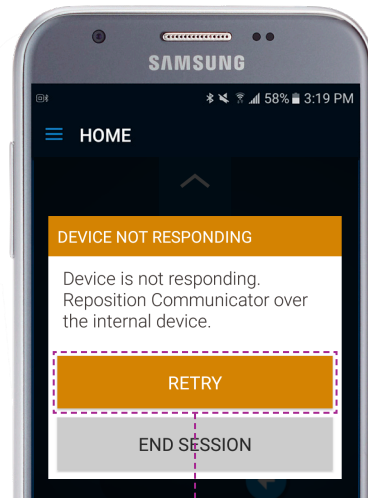 SAMSUNG
58% 3:19 PM
HOME
DEVICE NOT RESPONDING
Device is not responding.
Reposition Communicator over
the internal device.
RETRY
END SESSION